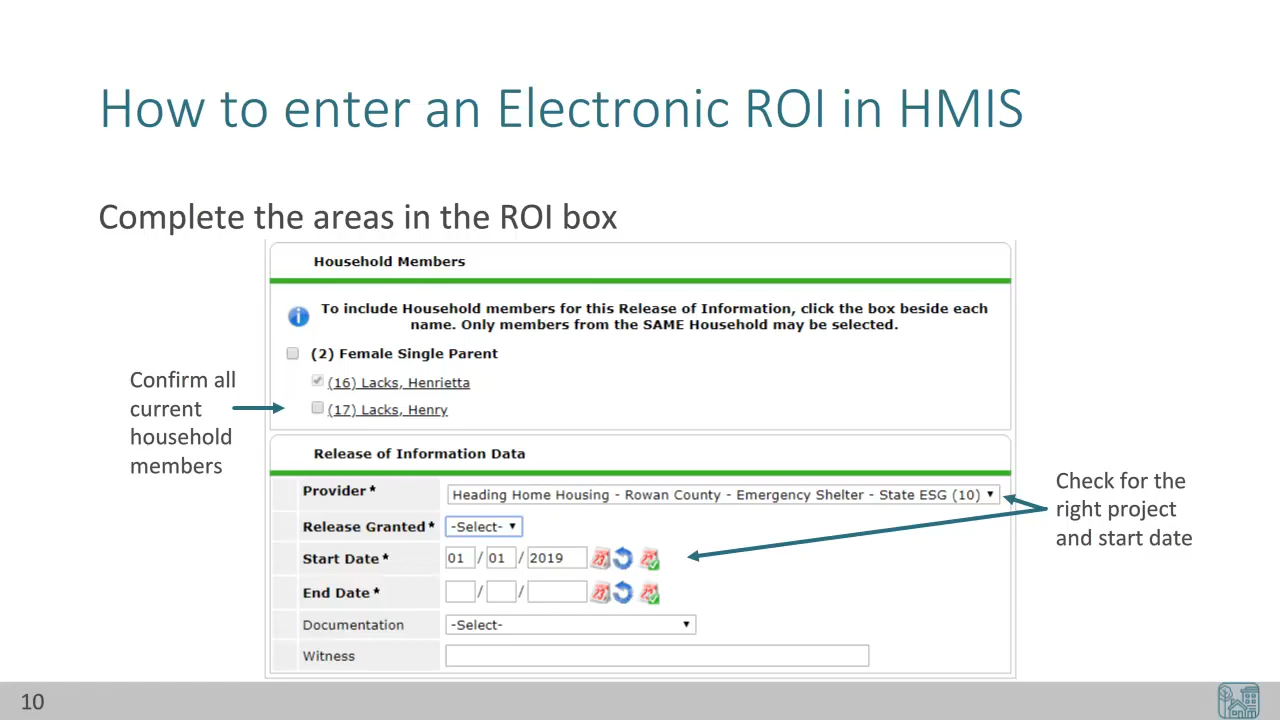 How to enter an Electronic ROI in HMIS
Complete the areas in the ROI box
Household Members
To include Household members for this Release of Information, click the box beside each
name. Only members from the SAME Household may be selected.
(2) Female Single Parent
(16) Lacks, Henrietta
(17) Lacks, Henry
Confirm all
current
household
members
Release of Information Data
Provider* Heading Home Housing - Rowan County - Emergency Shelter - State ESG (10)
Release Granted* -Select-
Start Date* 01 / 01 / 2019
End Date* / /
Documentation -Select-
Witness
Check for the
right project
and start date
10